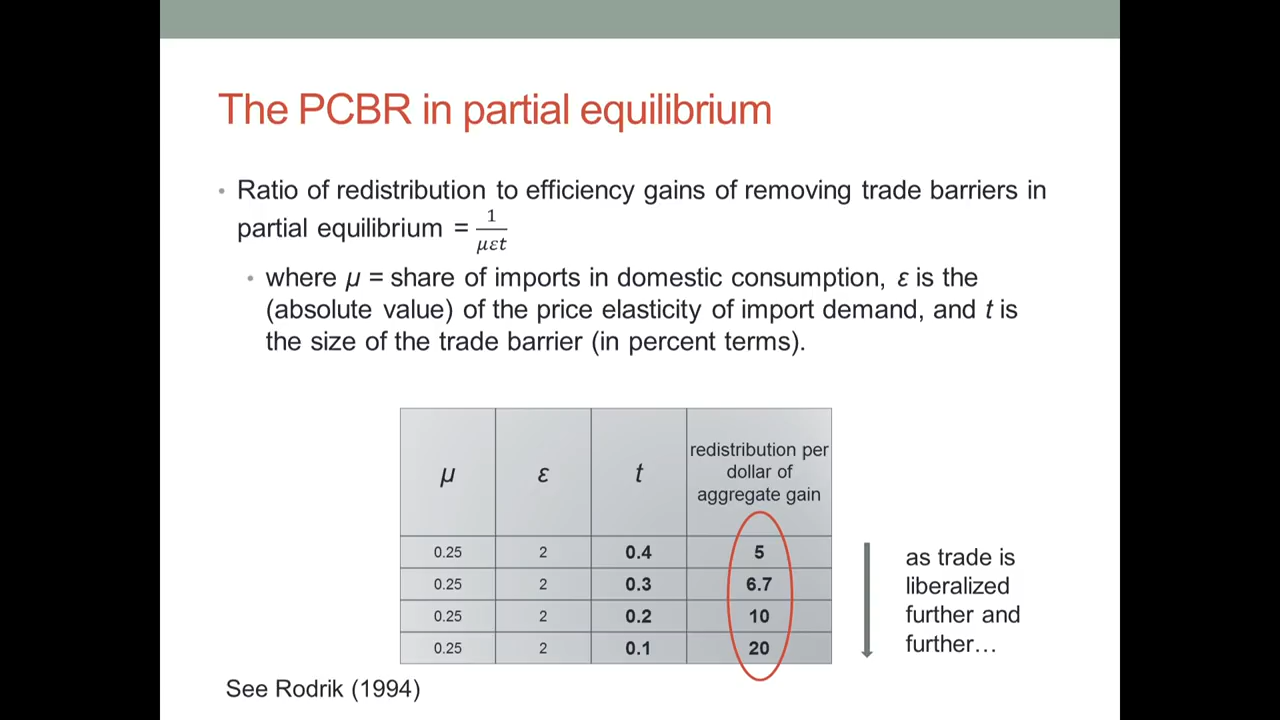 The PCBR in partial equilibrium
• Ratio of redistribution to efficiency gains of removing trade barriers in
partial equilibrium = 1/μεt
• where μ = share of imports in domestic consumption, ε is the
(absolute value) of the price elasticity of import demand, and t is
the size of the trade barrier (in percent terms).
μ ε t redistribution per
dollar of
aggregate gain
0.25 2 0.4 5
0.25 2 0.3 6.7
0.25 2 0.2 10
0.25 2 0.1 20
as trade is
liberalized
further and
further…
See Rodrik (1994)